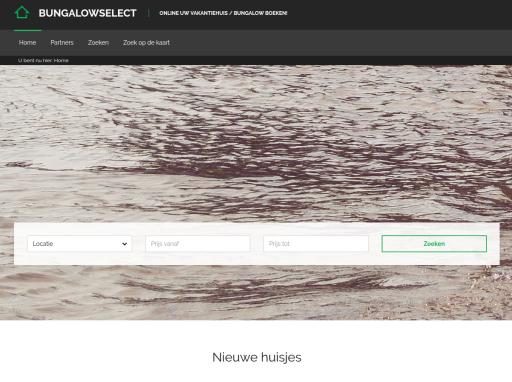 BUNGALOWSELECT
ONLINE UW VAKANTIEHUIS / BUNGALOW BOEKEN!
Home Partners Zoeken Zoek op de kaart
U bent nu hier: Home
Locatie Prijs vanaf Prijs tot Zoeken
Nieuwe huisjes